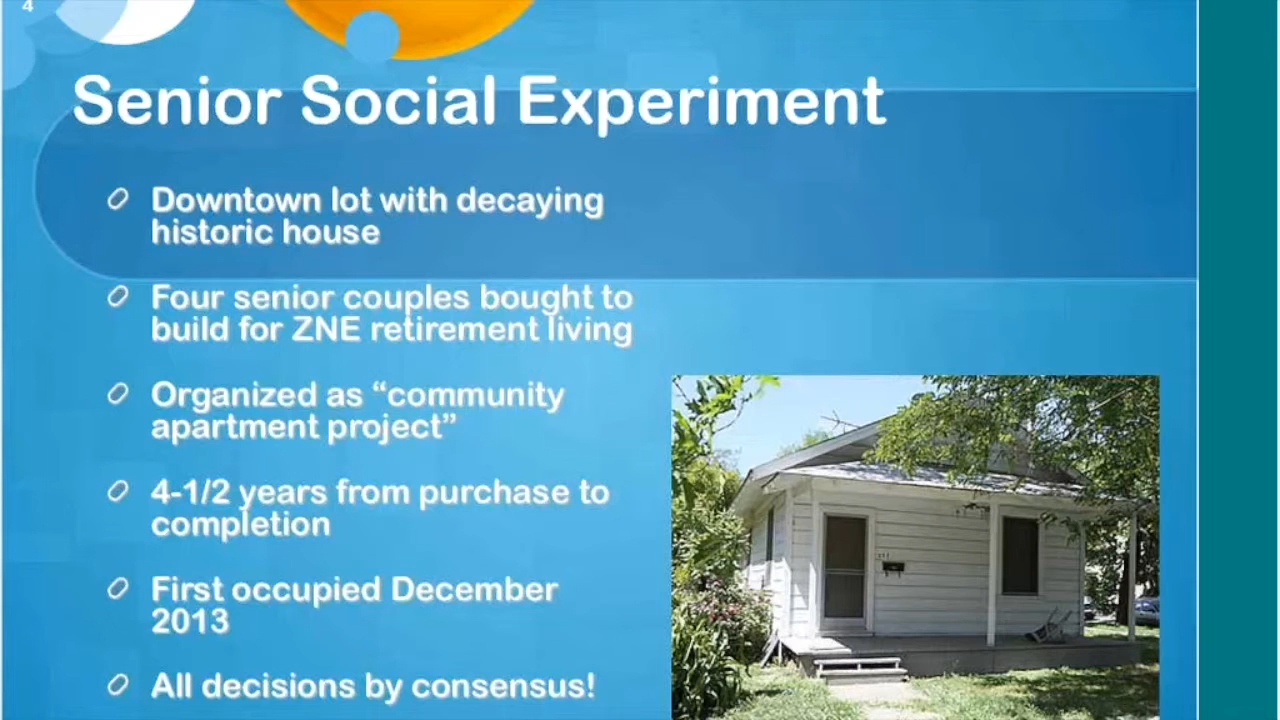 4
Senior Social Experiment
Downtown lot with decaying
historic house
Four senior couples bought to
build for ZNE retirement living
Organized as “community
apartment project”
4-1/2 years from purchase to
completion
First occupied December
2013
All decisions by consensus!